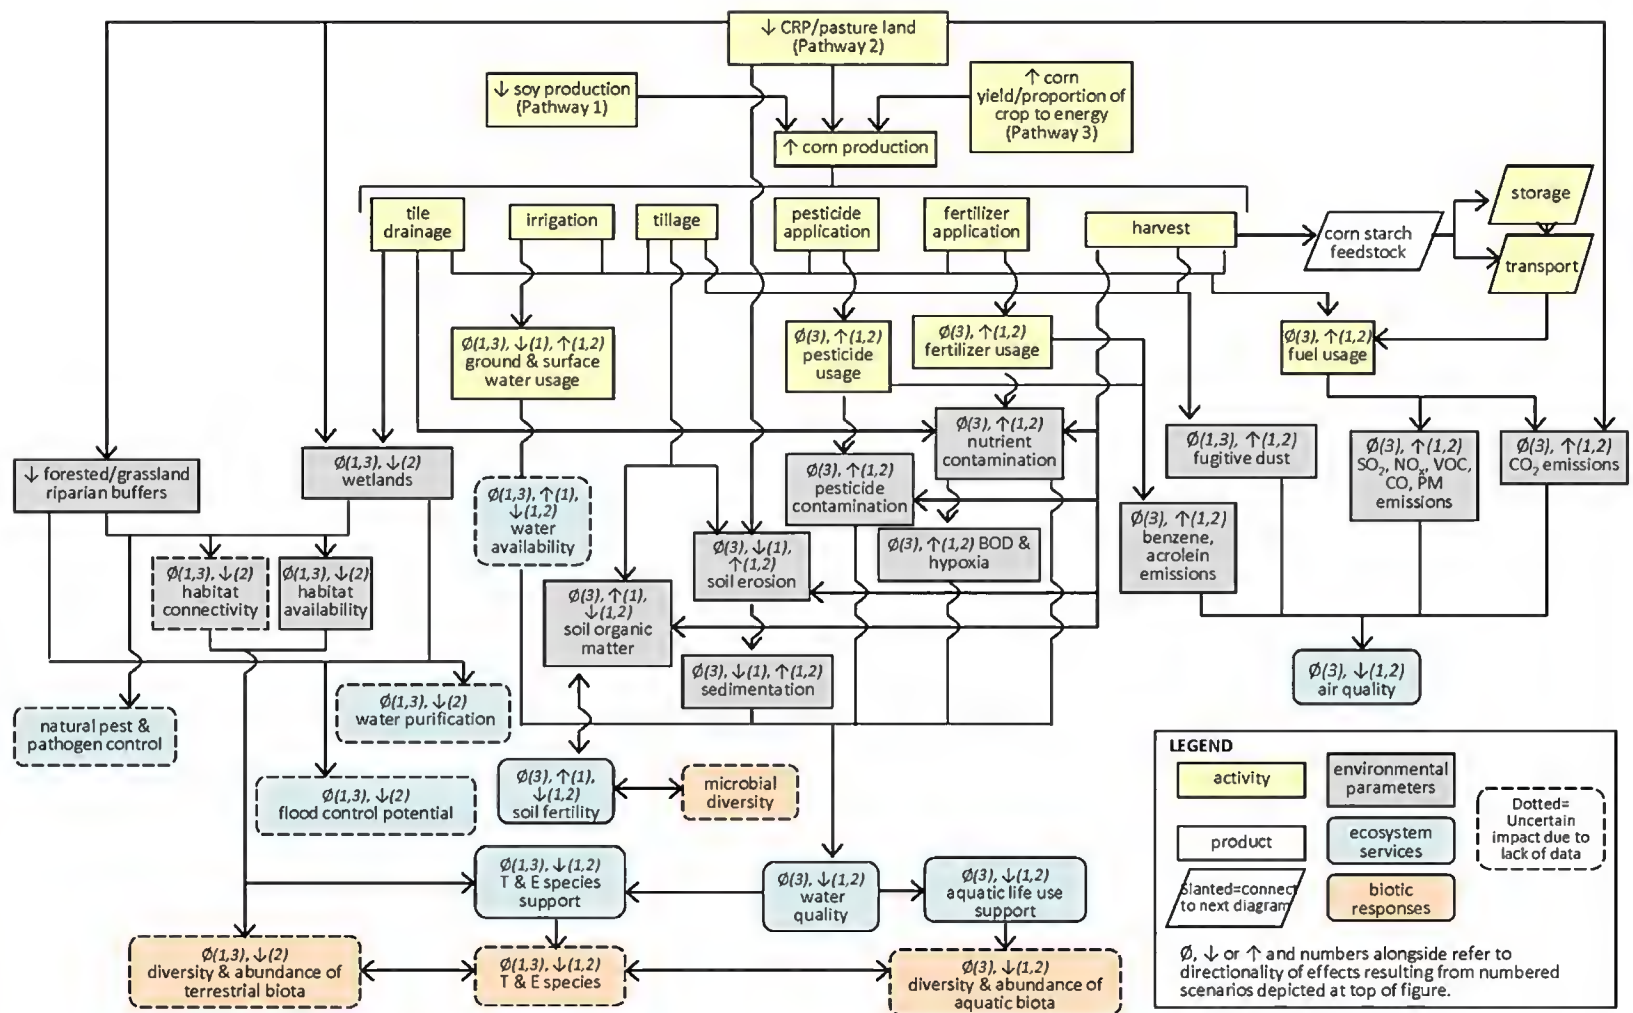 ↓ CRP/pasture land
(Pathway 2)
↓ soy production
(Pathway 1)
↑ corn
yield/proportion of
crop to energy
(Pathway 3)
↑ corn production
tile
drainage
irrigation
tillage
pesticide
application
fertilizer
application
harvest
corn starch
feedstock
storage
transport
Ø(1,3), ↓(1), ↑(1,2)
ground & surface
water usage
Ø(3), ↑(1,2)
pesticide
usage
Ø(3), ↑(1,2)
fertilizer usage
Ø(3), ↑(1,2)
fuel usage
↓ forested/grassland
riparian buffers
Ø(1,3), ↓(2)
wetlands
Ø(1,3), ↑(1),
↓(1,2)
water
availability
Ø(3), ↑(1,2)
pesticide
contamination
Ø(3), ↑(1,2)
nutrient
contamination
Ø(1,3), ↑(1,2)
fugitive dust
Ø(3), ↑(1,2)
SO₂, NOₓ, VOC,
CO, PM
emissions
Ø(3), ↑(1,2)
CO₂ emissions
Ø(1,3), ↓(2)
habitat
connectivity
Ø(1,3), ↓(2)
habitat
availability
Ø(3), ↑(1),
↓(1,2)
soil organic
matter
Ø(3), ↓(1),
↑(1,2)
soil erosion
Ø(3), ↑(1,2) BOD &
hypoxia
Ø(3), ↑(1,2)
benzene,
acrolein
emissions
Ø(3), ↓(1), ↑(1,2)
sedimentation
Ø(3), ↓(1,2)
air quality
natural pest &
pathogen control
Ø(1,3), ↓(2)
water purification
Ø(1,3), ↓(2)
flood control potential
Ø(3), ↑(1),
↓(1,2)
soil fertility
microbial
diversity
Ø(1,3), ↓(1,2)
T & E species
support
Ø(3), ↓(1,2)
water
quality
Ø(3), ↓(1,2)
aquatic life use
support
Ø(1,3), ↓(2)
diversity & abundance of
terrestrial biota
Ø(1,3), ↓(1,2)
T & E species
Ø(3), ↓(1,2)
diversity & abundance of
aquatic biota
LEGEND
activity
environmental
parameters
product
ecosystem
services
Slanted=connect
to next diagram
biotic
responses
Dotted=
Uncertain
impact due to
lack of data
Ø, ↓ or ↑ and numbers alongside refer to
directionality of effects resulting from numbered
scenarios depicted at top of figure.